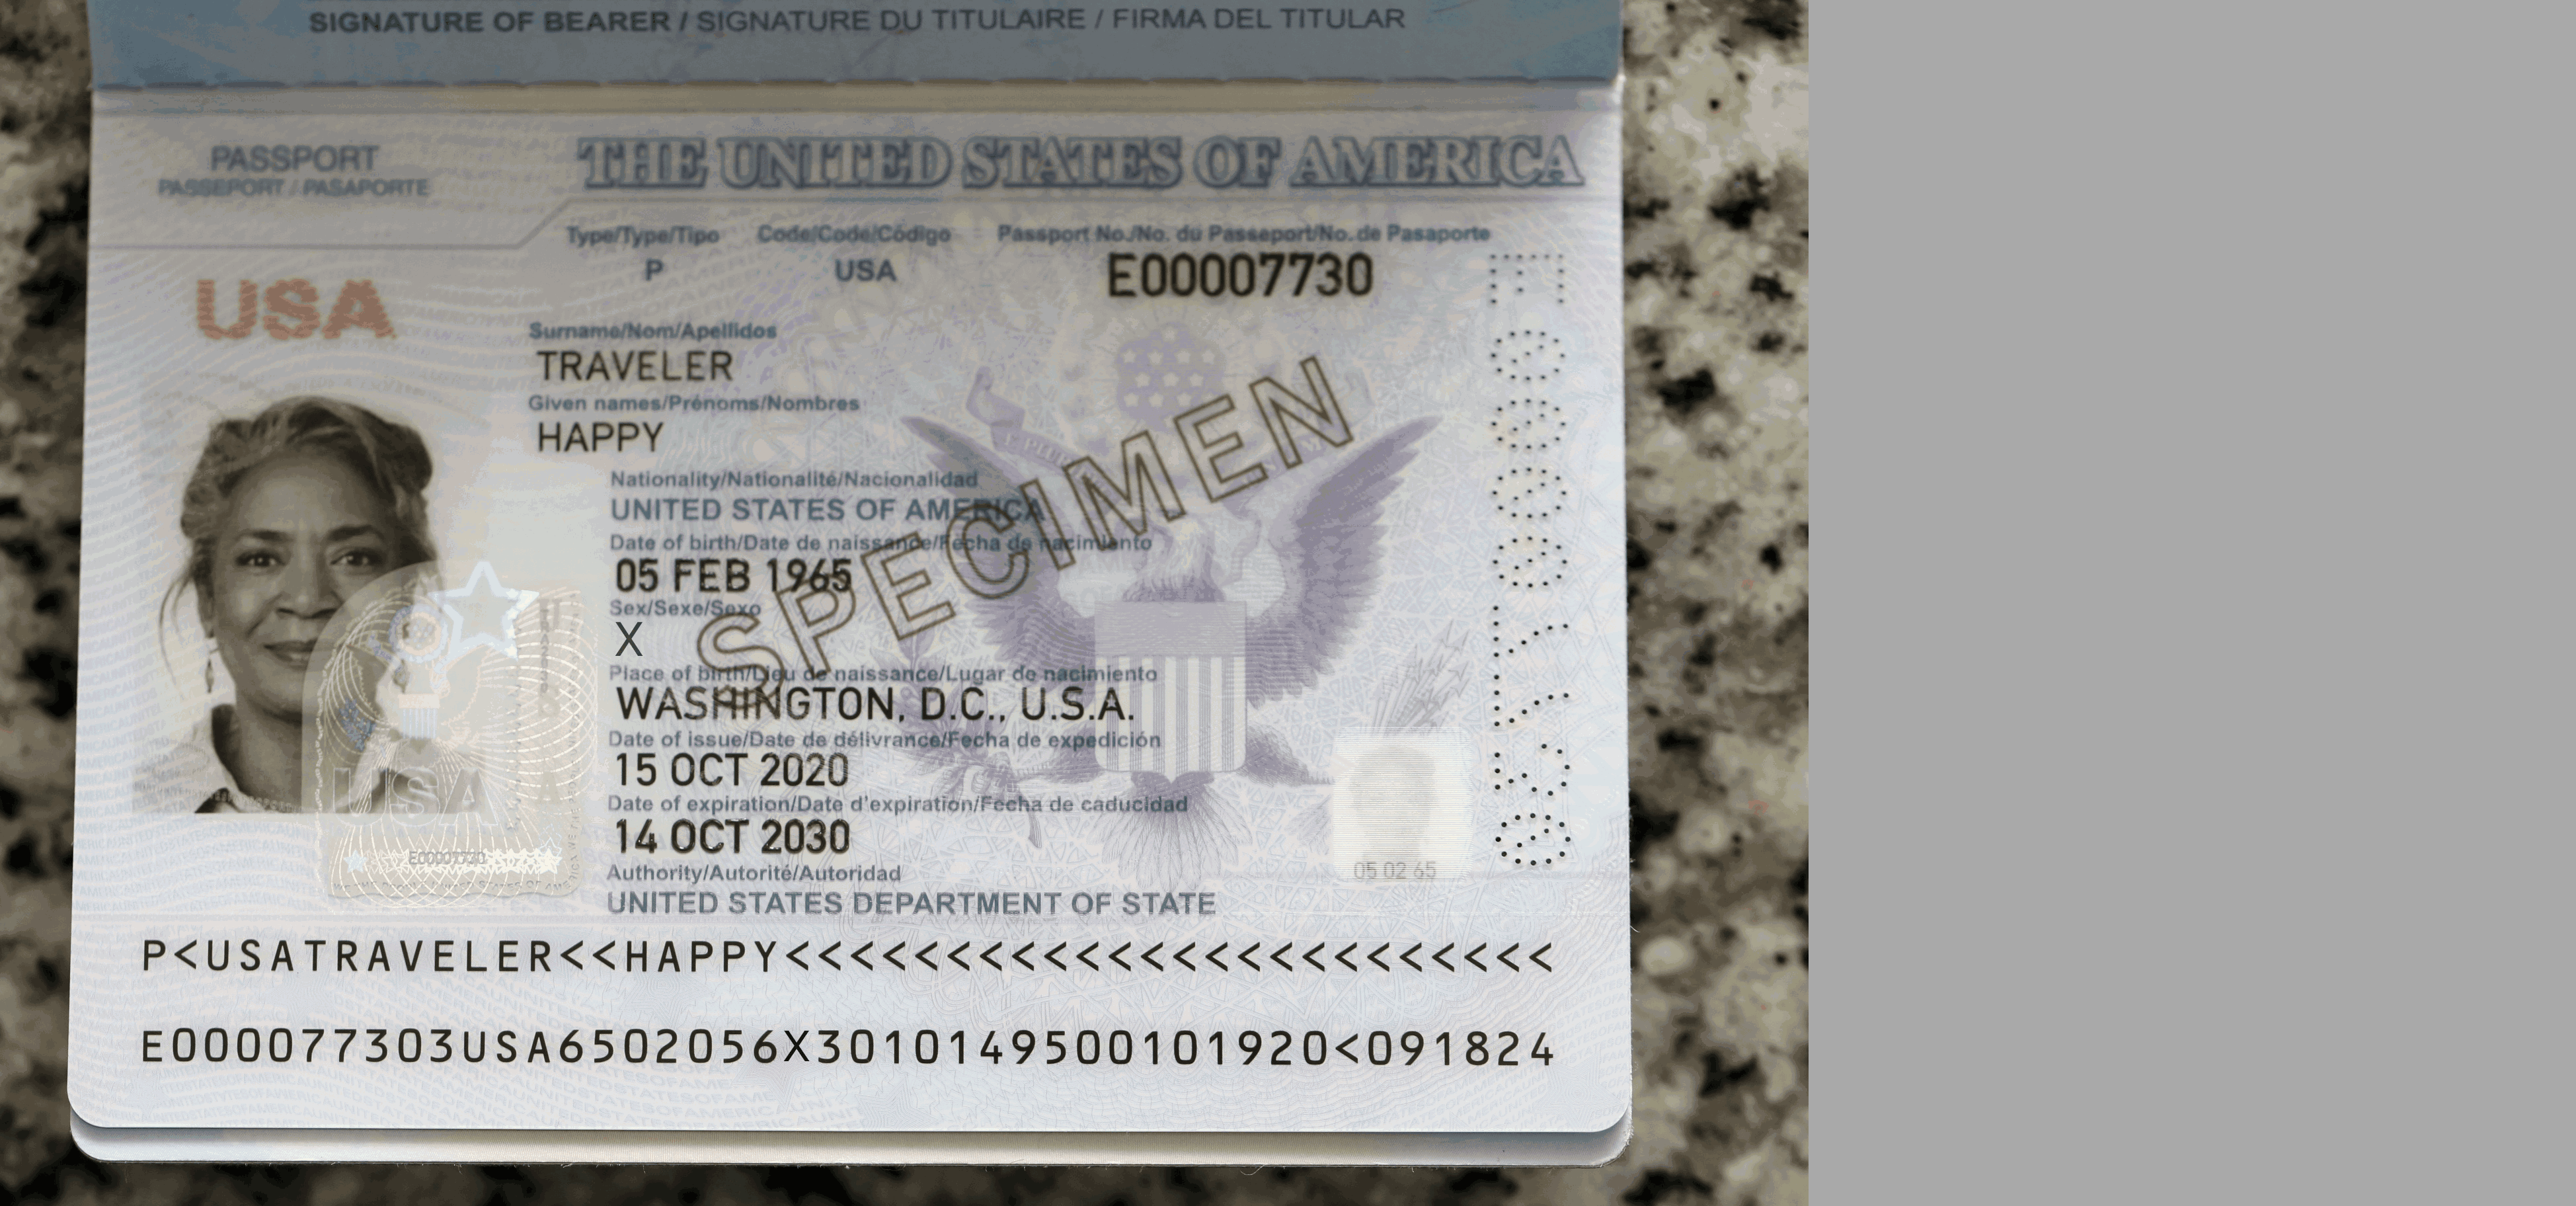 SIGNATURE OF BEARER / SIGNATURE DU TITULAIRE / FIRMA DEL TITULAR
PASSPORT
PASSEPORT / PASAPORTE
THE UNITED STATES OF AMERICA
Type/Type/Tipo Code/Code/Código Passport No./No. du Passeport/No. de Pasaporte
P USA E00007730
USA
Surname/Nom/Apellidos
TRAVELER
Given names/Prénoms/Nombres
HAPPY
Nationality/Nationalité/Nacionalidad
UNITED STATES OF AMERICA
Date of birth/Date de naissance/Fecha de nacimiento
05 FEB 1965
Sex/Sexe/Sexo
X
Place of birth/Lieu de naissance/Lugar de nacimiento
WASHINGTON, D.C., U.S.A.
Date of issue/Date de délivrance/Fecha de expedición
15 OCT 2020
Date of expiration/Date d'expiration/Fecha de caducidad
14 OCT 2030
Authority/Autorité/Autoridad
UNITED STATES DEPARTMENT OF STATE
SPECIMEN
E00007730
USA
E00007730
05 02 65
P<USATRAVELER<<HAPPY<<<<<<<<<<<<<<<<<<<<<<<<
E000077303USA6502056X3010149500101920<091824